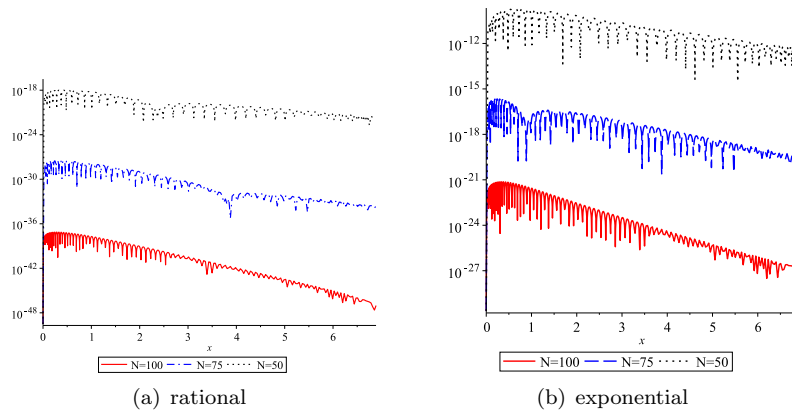 10^-18
10^-24
10^-30
10^-36
10^-42
10^-48
0 1 2 3 4 5 6
x
N=100 N=75 N=50
(a) rational
10^-12
10^-15
10^-18
10^-21
10^-24
10^-27
0 1 2 3 4 5 6
x
N=100 N=75 N=50
(b) exponential